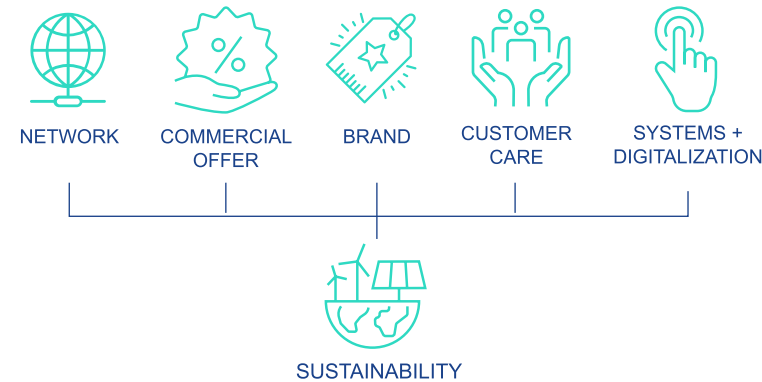 NETWORK
COMMERCIAL
OFFER
BRAND
CUSTOMER
CARE
SYSTEMS +
DIGITALIZATION
SUSTAINABILITY